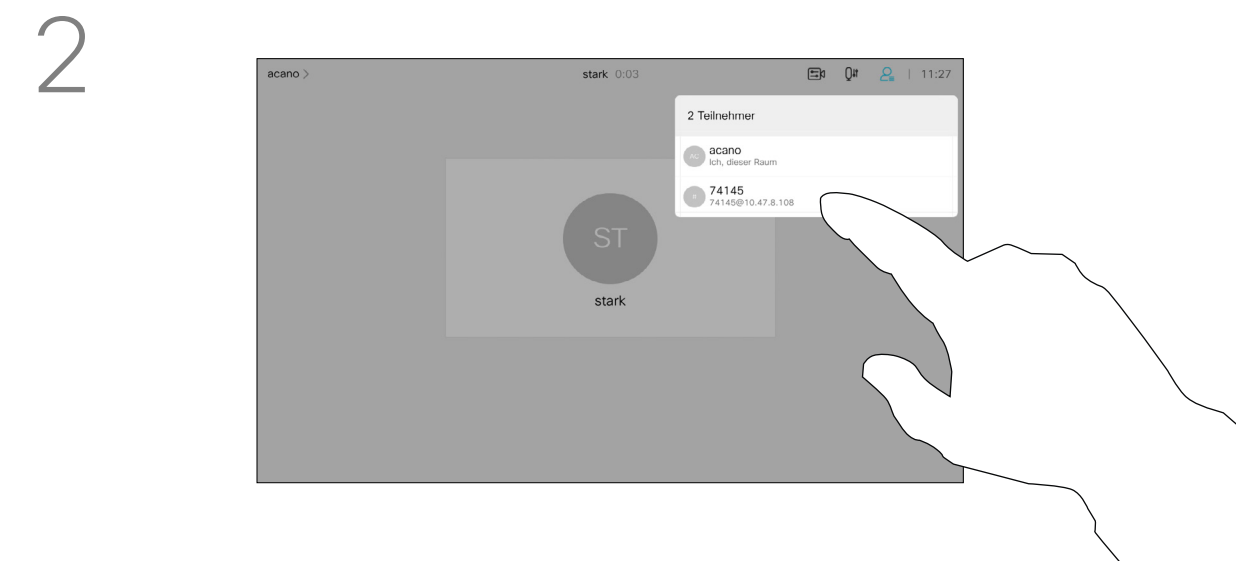 2
acano >
stark 0:03
11:27
2 Teilnehmer
AC
acano
Ich, dieser Raum
74145
74145@10.47.8.108
ST
stark